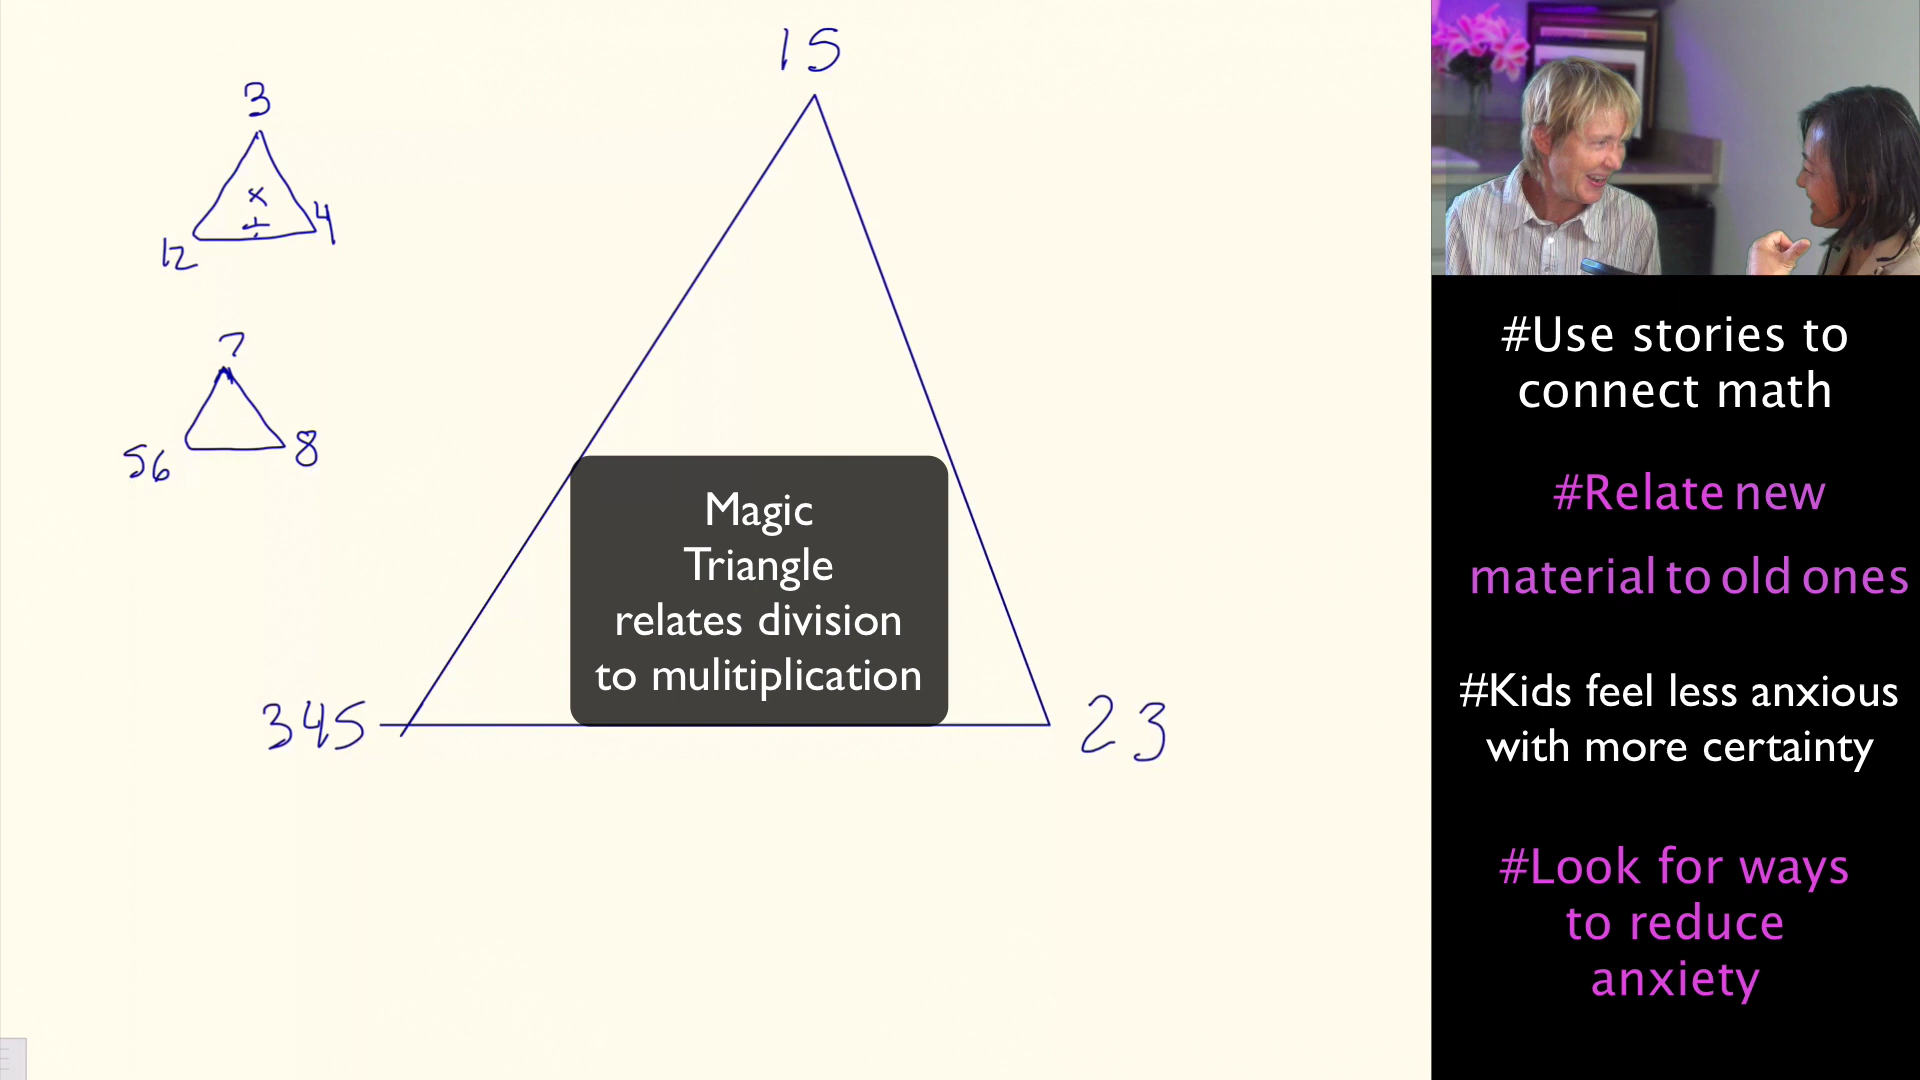 15
3
×
÷
12
4
7
56
8
Magic
Triangle
relates division
to mulitiplication
345
23
#Use stories to
connect math
#Relate new
material to old ones
#Kids feel less anxious
with more certainty
#Look for ways
to reduce
anxiety